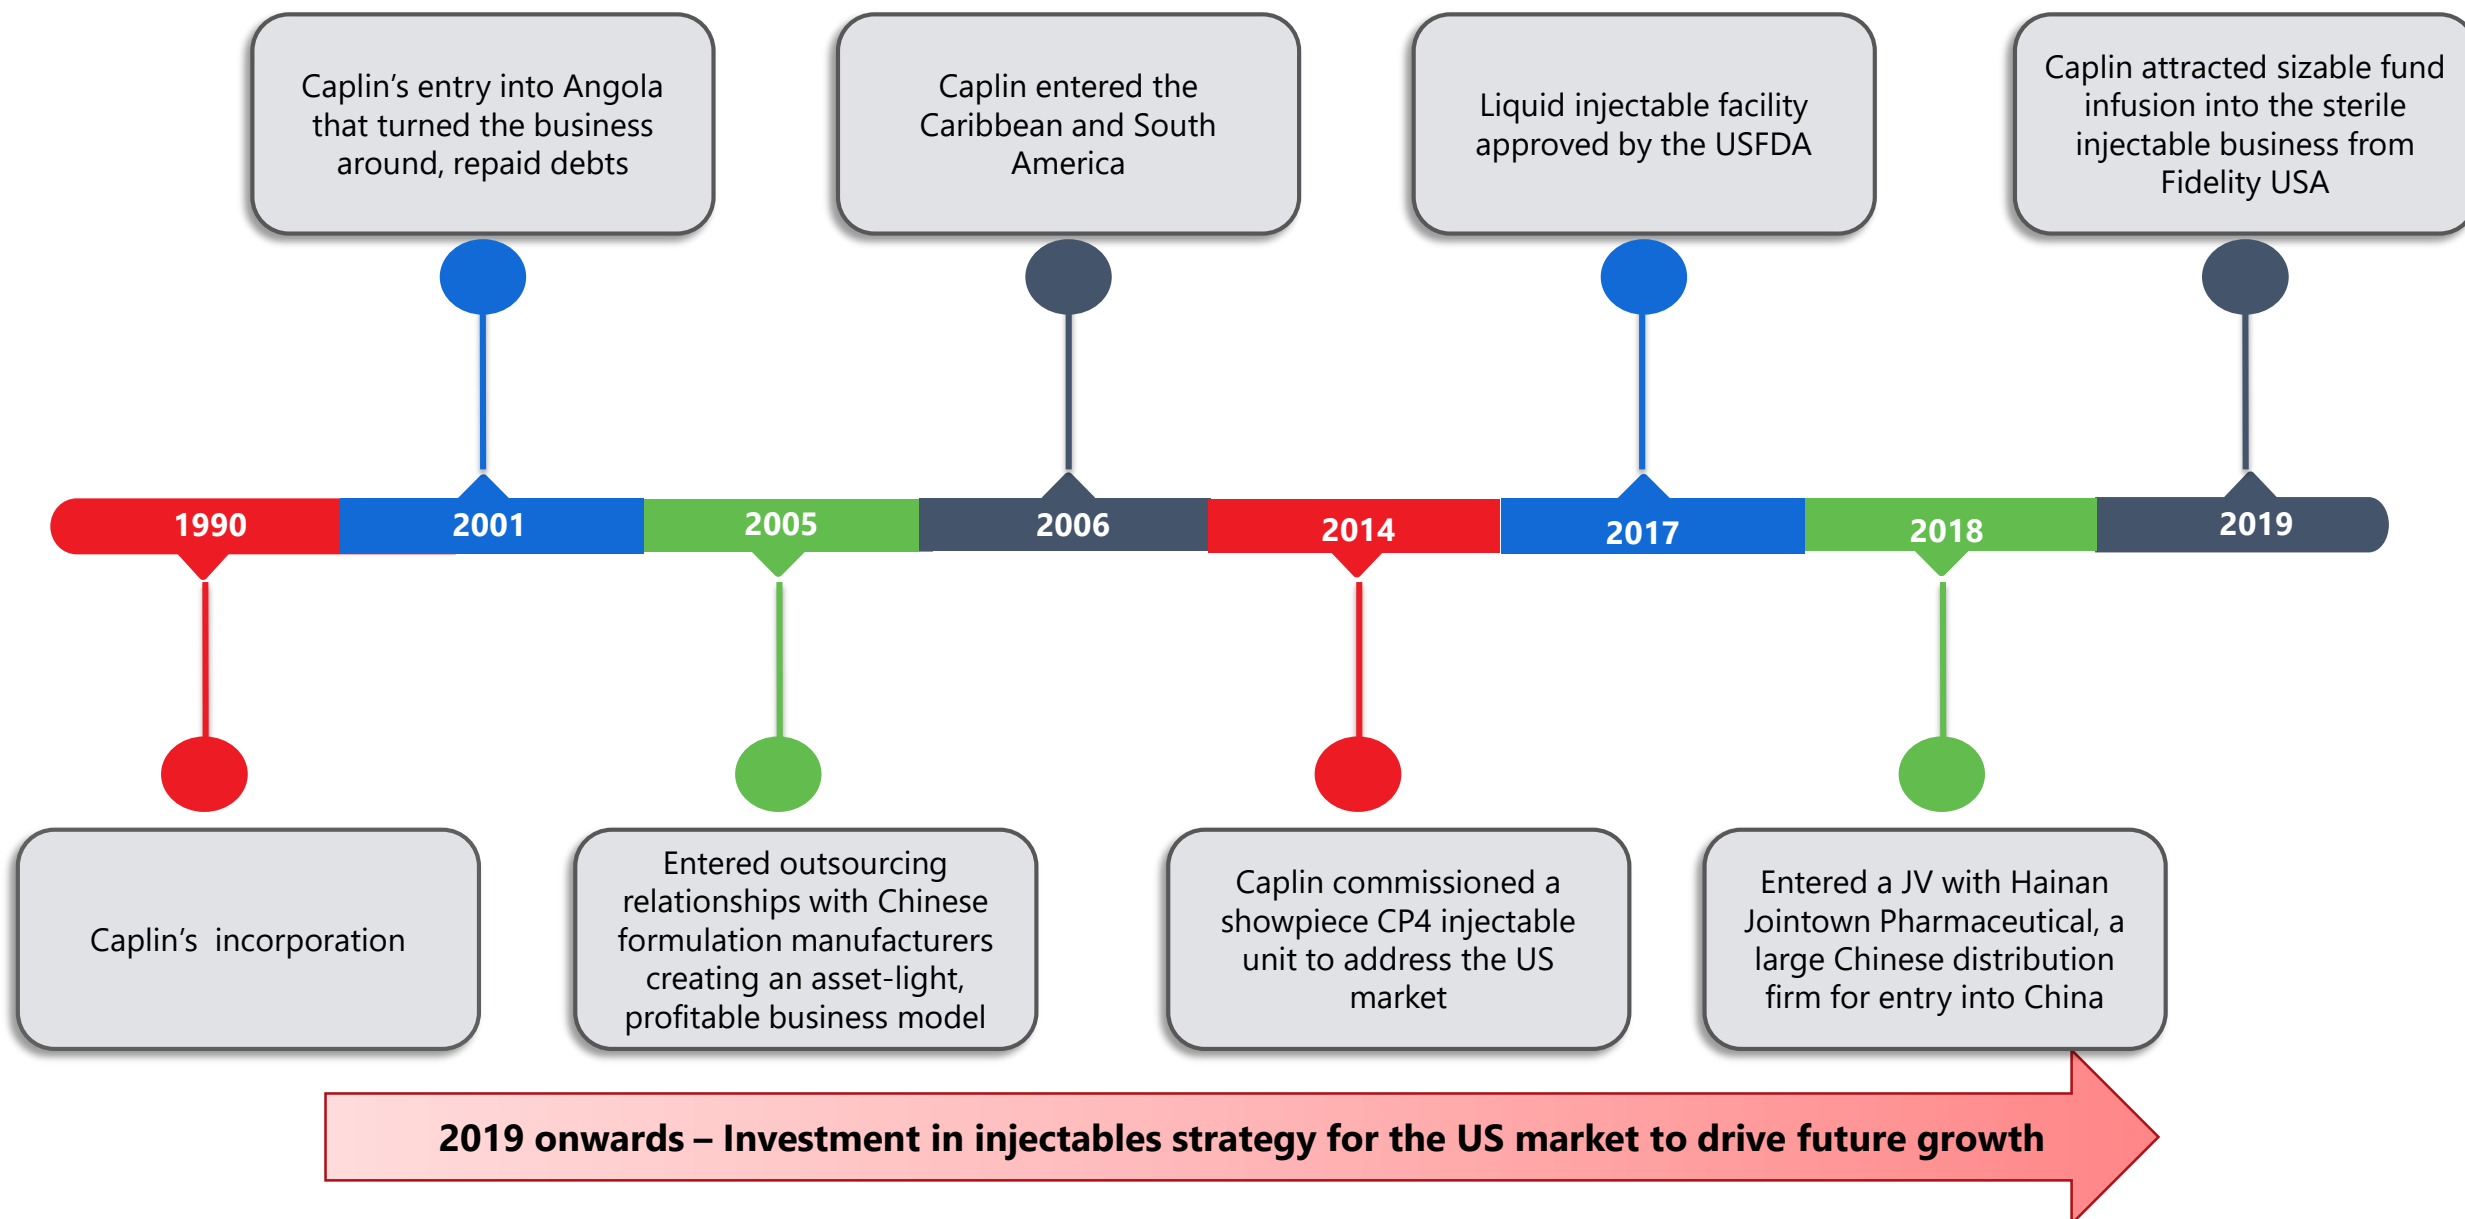 Caplin’s entry into Angola
that turned the business
around, repaid debts
Caplin entered the
Caribbean and South
America
Liquid injectable facility
approved by the USFDA
Caplin attracted sizable fund
infusion into the sterile
injectable business from
Fidelity USA
1990
2001
2005
2006
2014
2017
2018
2019
Caplin’s  incorporation
Entered outsourcing
relationships with Chinese
formulation manufacturers
creating an asset-light,
profitable business model
Caplin commissioned a
showpiece CP4 injectable
unit to address the US
market
Entered a JV with Hainan
Jointown Pharmaceutical, a
large Chinese distribution
firm for entry into China
2019 onwards – Investment in injectables strategy for the US market to drive future growth